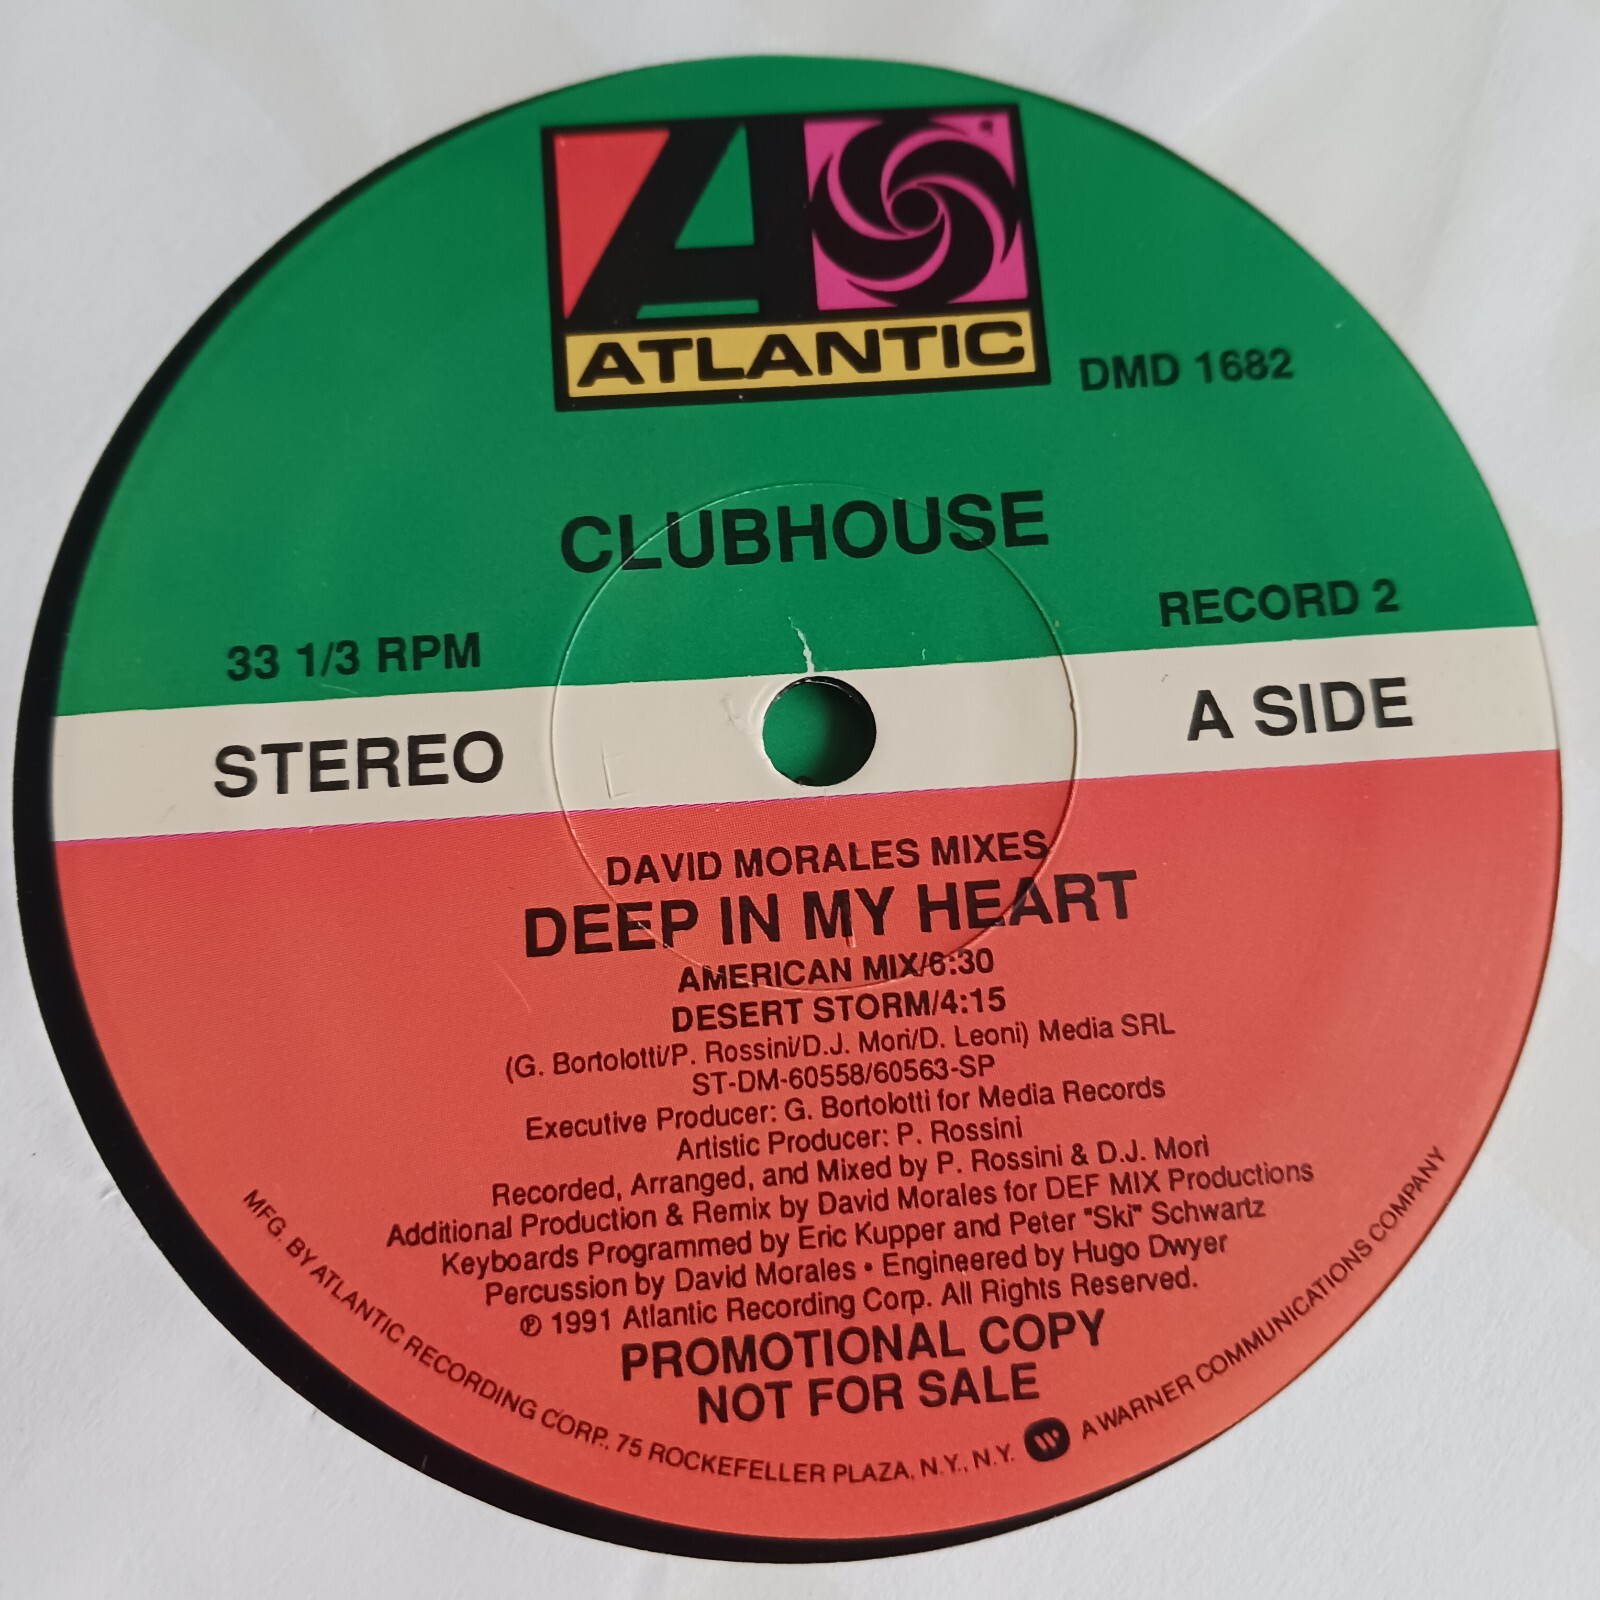 ATLANTIC
DMD 1682
CLUBHOUSE
33 1/3 RPM
RECORD 2
STEREO
A SIDE
DAVID MORALES MIXES
DEEP IN MY HEART
AMERICAN MIX/6:30
DESERT STORM/4:15
(G. Bortolotti/P. Rossini/D.J. Mori/D. Leoni) Media SRL
ST-DM-60558/60563-SP
Executive Producer: G. Bortolotti for Media Records
Artistic Producer: P. Rossini
Recorded, Arranged, and Mixed by P. Rossini & D.J. Mori
Additional Production & Remix by David Morales for DEF MIX Productions
Keyboards Programmed by Eric Kupper and Peter "Ski" Schwartz
Percussion by David Morales • Engineered by Hugo Dwyer
℗ 1991 Atlantic Recording Corp. All Rights Reserved.
PROMOTIONAL COPY
NOT FOR SALE
MFG. BY ATLANTIC RECORDING CORP., 75 ROCKEFELLER PLAZA, N.Y., N.Y. A WARNER COMMUNICATIONS COMPANY